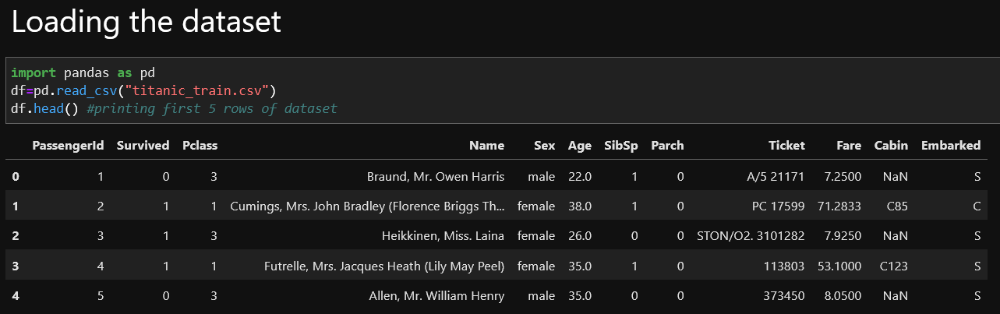 Loading the dataset
import pandas as pd
df=pd.read_csv("titanic_train.csv")
df.head() #printing first 5 rows of dataset
PassengerId Survived Pclass Name Sex Age SibSp Parch Ticket Fare Cabin Embarked
0 1 0 3 Braund, Mr. Owen Harris male 22.0 1 0 A/5 21171 7.2500 NaN S
1 2 1 1 Cumings, Mrs. John Bradley (Florence Briggs Th... female 38.0 1 0 PC 17599 71.2833 C85 C
2 3 1 3 Heikkinen, Miss. Laina female 26.0 0 0 STON/O2. 3101282 7.9250 NaN S
3 4 1 1 Futrelle, Mrs. Jacques Heath (Lily May Peel) female 35.0 1 0 113803 53.1000 C123 S
4 5 0 3 Allen, Mr. William Henry male 35.0 0 0 373450 8.0500 NaN S